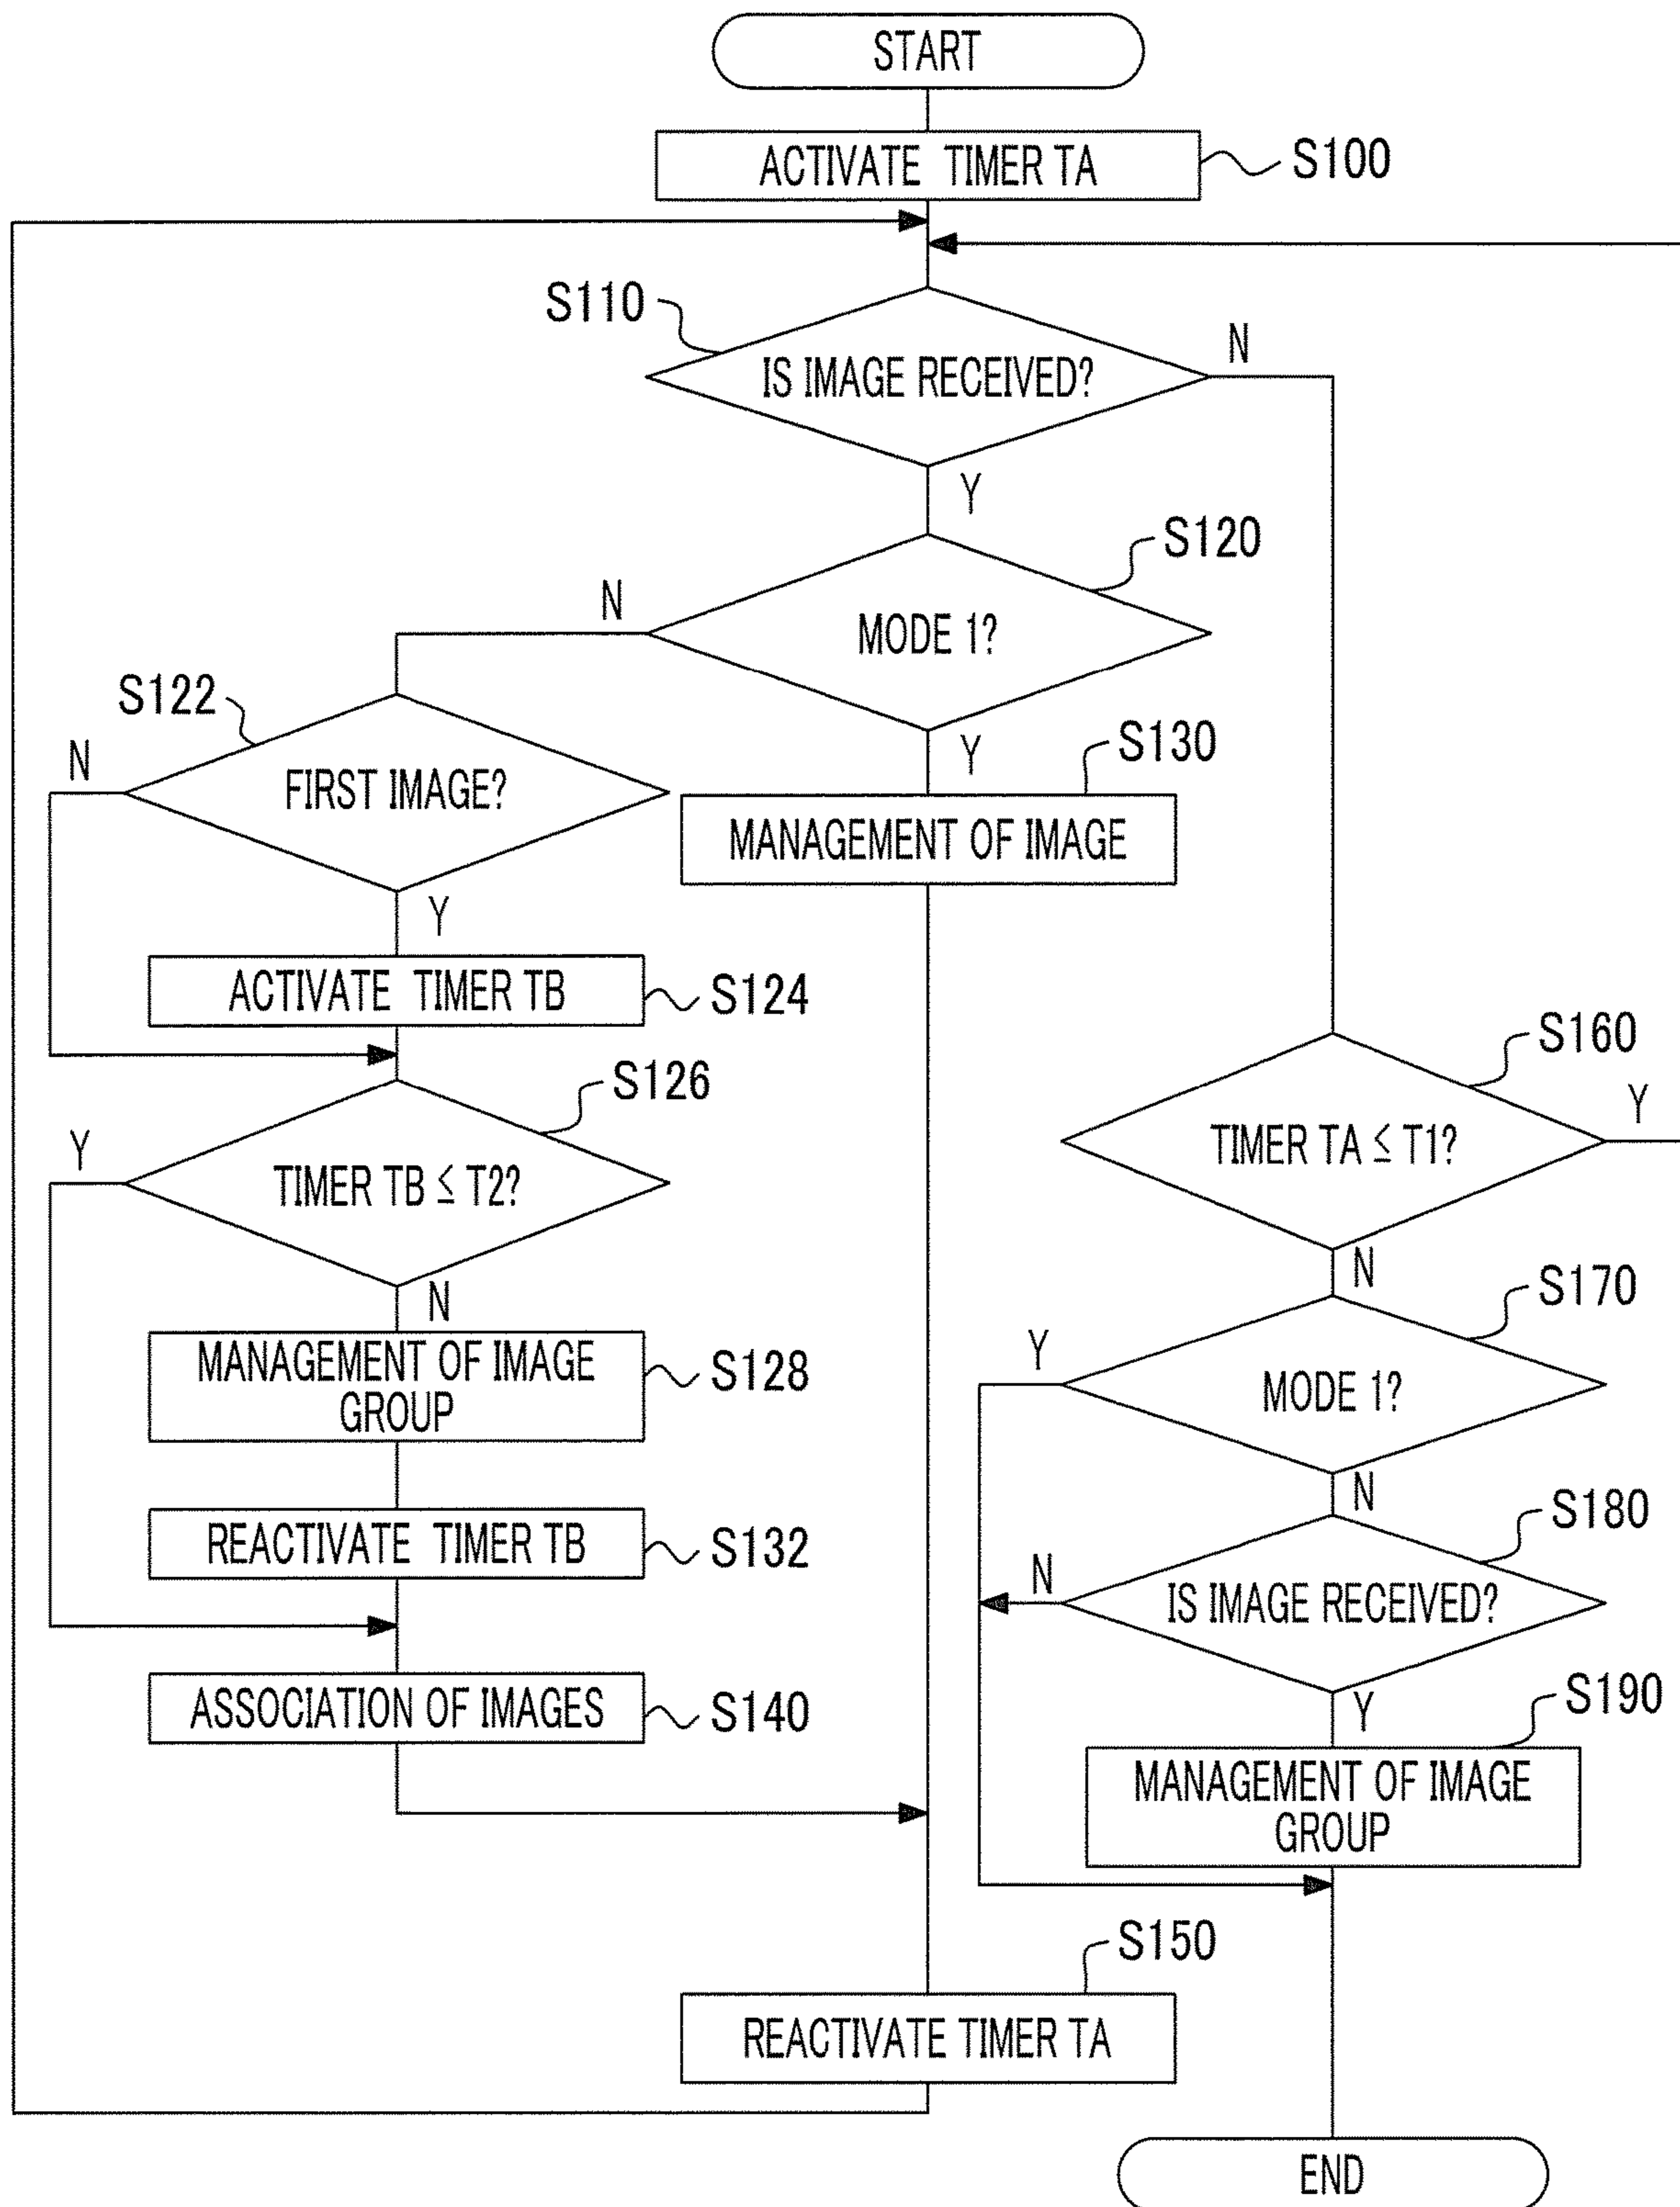 START
ACTIVATE TIMER TA
S100
S110
IS IMAGE RECEIVED?
N
Y
S120
N
MODE 1?
Y
S122
N
FIRST IMAGE?
Y
S130
MANAGEMENT OF IMAGE
ACTIVATE TIMER TB
S124
S126
Y
TIMER TB ≦ T2?
N
S160
TIMER TA ≦ T1?
Y
N
MANAGEMENT OF IMAGE
GROUP
S128
S170
Y
MODE 1?
N
REACTIVATE TIMER TB
S132
S180
N
IS IMAGE RECEIVED?
Y
ASSOCIATION OF IMAGES
S140
S190
MANAGEMENT OF IMAGE
GROUP
S150
REACTIVATE TIMER TA
END